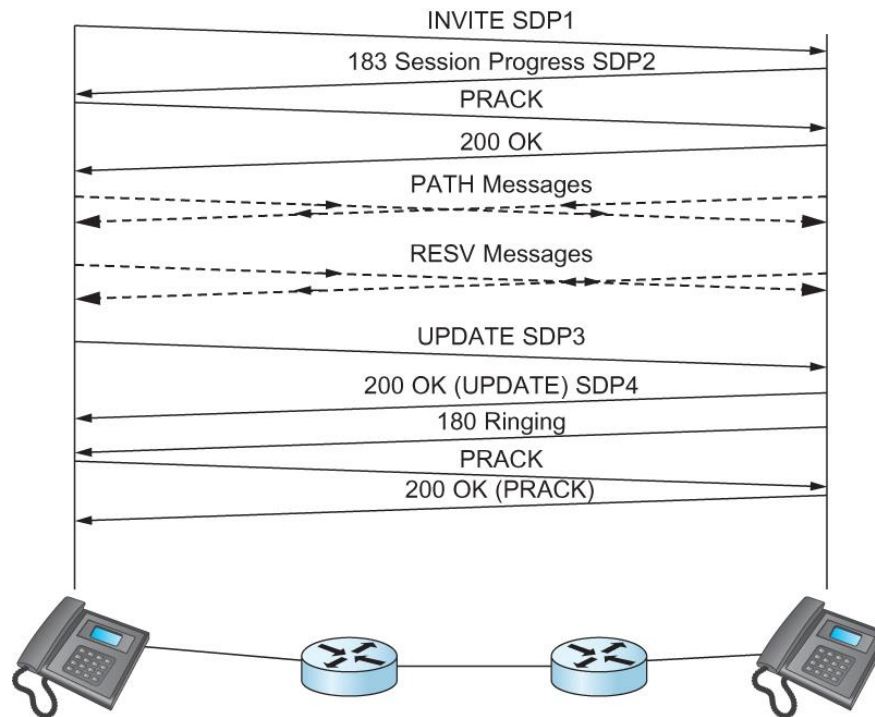 INVITE SDP1
183 Session Progress SDP2
PRACK
200 OK
PATH Messages
RESV Messages
UPDATE SDP3
200 OK (UPDATE) SDP4
180 Ringing
PRACK
200 OK (PRACK)